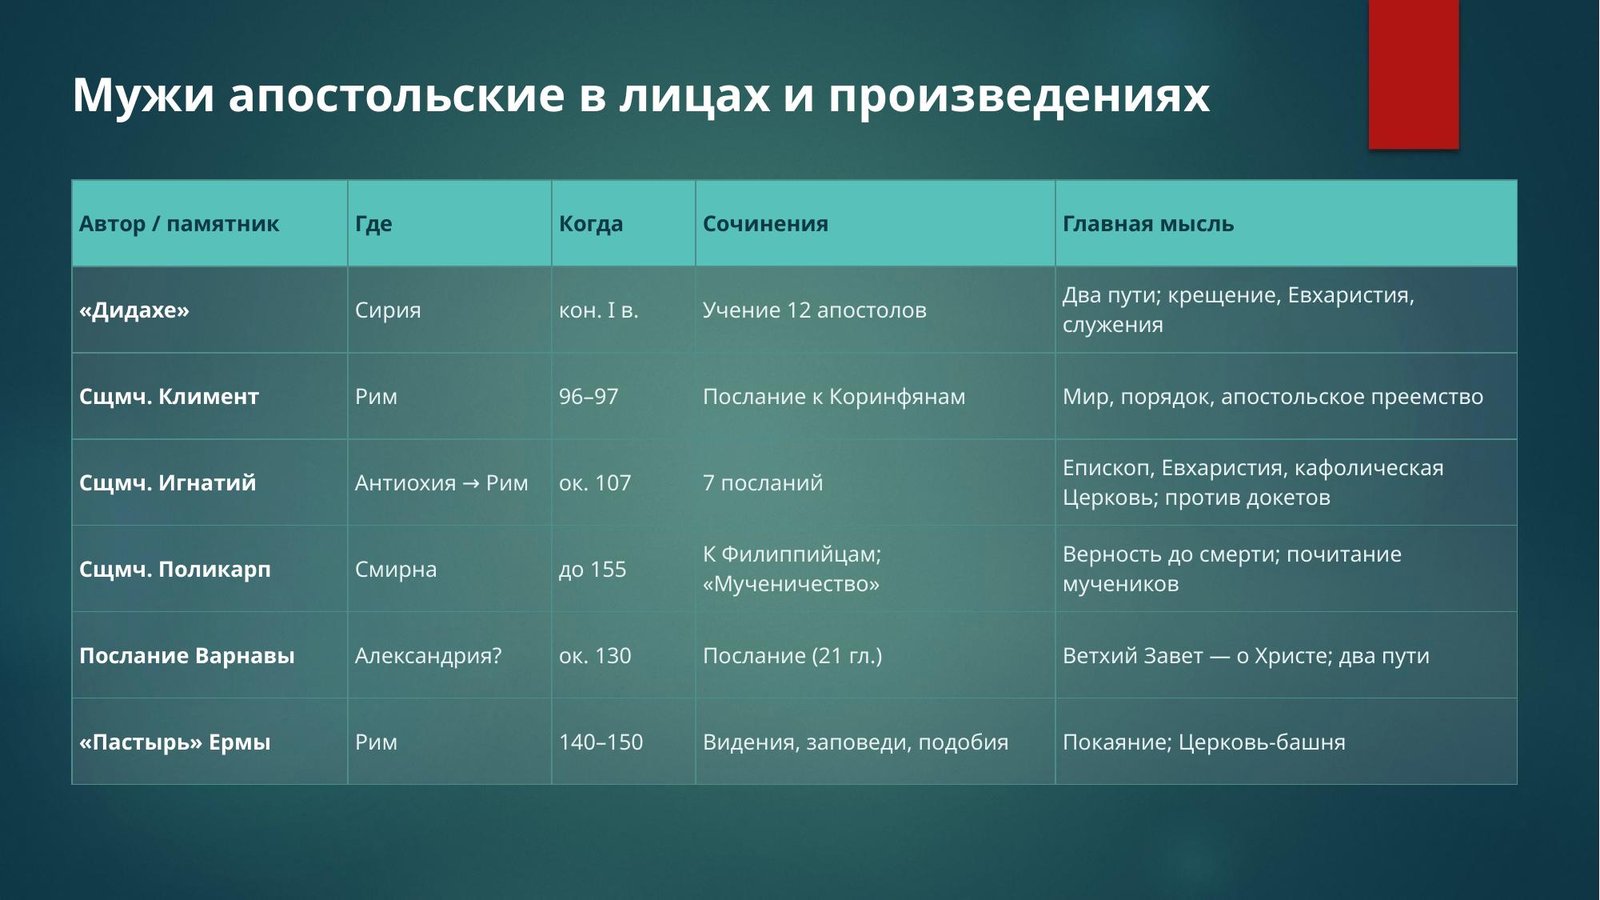 Мужи апостольские в лицах и произведениях
Автор / памятник Где Когда Сочинения Главная мысль
«Дидахе» Сирия кон. I в. Учение 12 апостолов Два пути; крещение, Евхаристия,
служения
Сщмч. Климент Рим 96–97 Послание к Коринфянам Мир, порядок, апостольское преемство
Сщмч. Игнатий Антиохия → Рим ок. 107 7 посланий Епископ, Евхаристия, кафолическая
Церковь; против докетов
Сщмч. Поликарп Смирна до 155 К Филиппийцам;
«Мученичество» Верность до смерти; почитание
мучеников
Послание Варнавы Александрия? ок. 130 Послание (21 гл.) Ветхий Завет — о Христе; два пути
«Пастырь» Ермы Рим 140–150 Видения, заповеди, подобия Покаяние; Церковь-башня